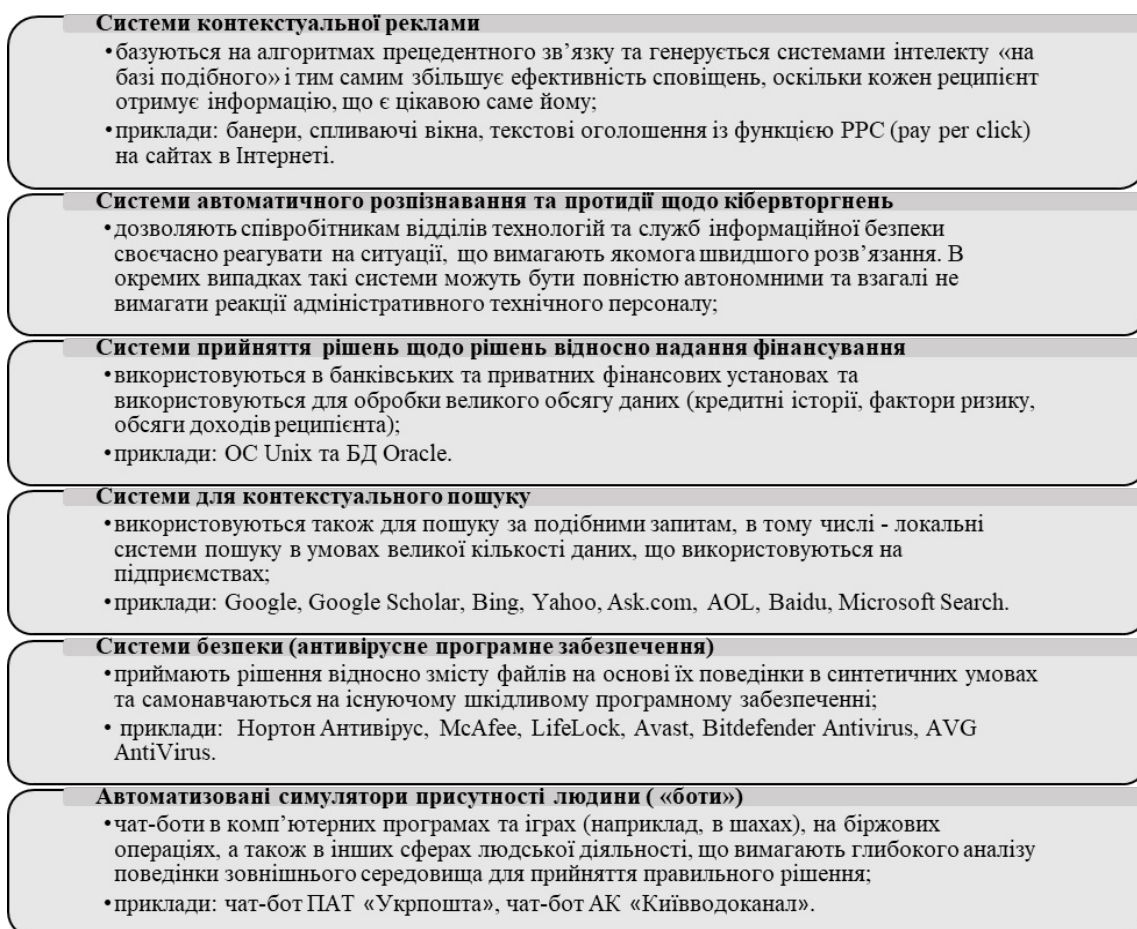 Системи контекстуальної реклами
•базуються на алгоритмах прецедентного зв’язку та генерується системами інтелекту «на
базі подібного» і тим самим збільшує ефективність сповіщень, оскільки кожен реципієнт
отримує інформацію, що є цікавою саме йому;
•приклади: банери, спливаючі вікна, текстові оголошення із функцією PPC (pay per click)
на сайтах в Інтернеті.
Системи автоматичного розпізнавання та протидії щодо кібервторгнень
•дозволяють співробітникам відділів технологій та служб інформаційної безпеки
своєчасно реагувати на ситуації, що вимагають якомога швидшого розв’язання. В
окремих випадках такі системи можуть бути повністю автономними та взагалі не
вимагати реакції адміністративного технічного персоналу;
Системи прийняття рішень щодо рішень відносно надання фінансування
•використовуються в банківських та приватних фінансових установах та
використовуються для обробки великого обсягу даних (кредитні історії, фактори ризику,
обсяги доходів реципієнта);
•приклади: ОС Unix та БД Oracle.
Системи для контекстуального пошуку
•використовуються також для пошуку за подібними запитам, в тому числі - локальні
системи пошуку в умовах великої кількості даних, що використовуються на
підприємствах;
•приклади: Google, Google Scholar, Bing, Yahoo, Ask.com, AOL, Baidu, Microsoft Search.
Системи безпеки (антивірусне програмне забезпечення)
•приймають рішення відносно змісту файлів на основі їх поведінки в синтетичних умовах
та самонавчаються на існуючому шкідливому програмному забезпеченні;
• приклади: Нортон Антивірус, McAfee, LifeLock, Avast, Bitdefender Antivirus, AVG
AntiVirus.
Автоматизовані симулятори присутності людини ( «боти»)
•чат-боти в комп’ютерних програмах та іграх (наприклад, в шахах), на біржових
операціях, а також в інших сферах людської діяльності, що вимагають глибокого аналізу
поведінки зовнішнього середовища для прийняття правильного рішення;
•приклади: чат-бот ПАТ «Укрпошта», чат-бот АК «Київводоканал».